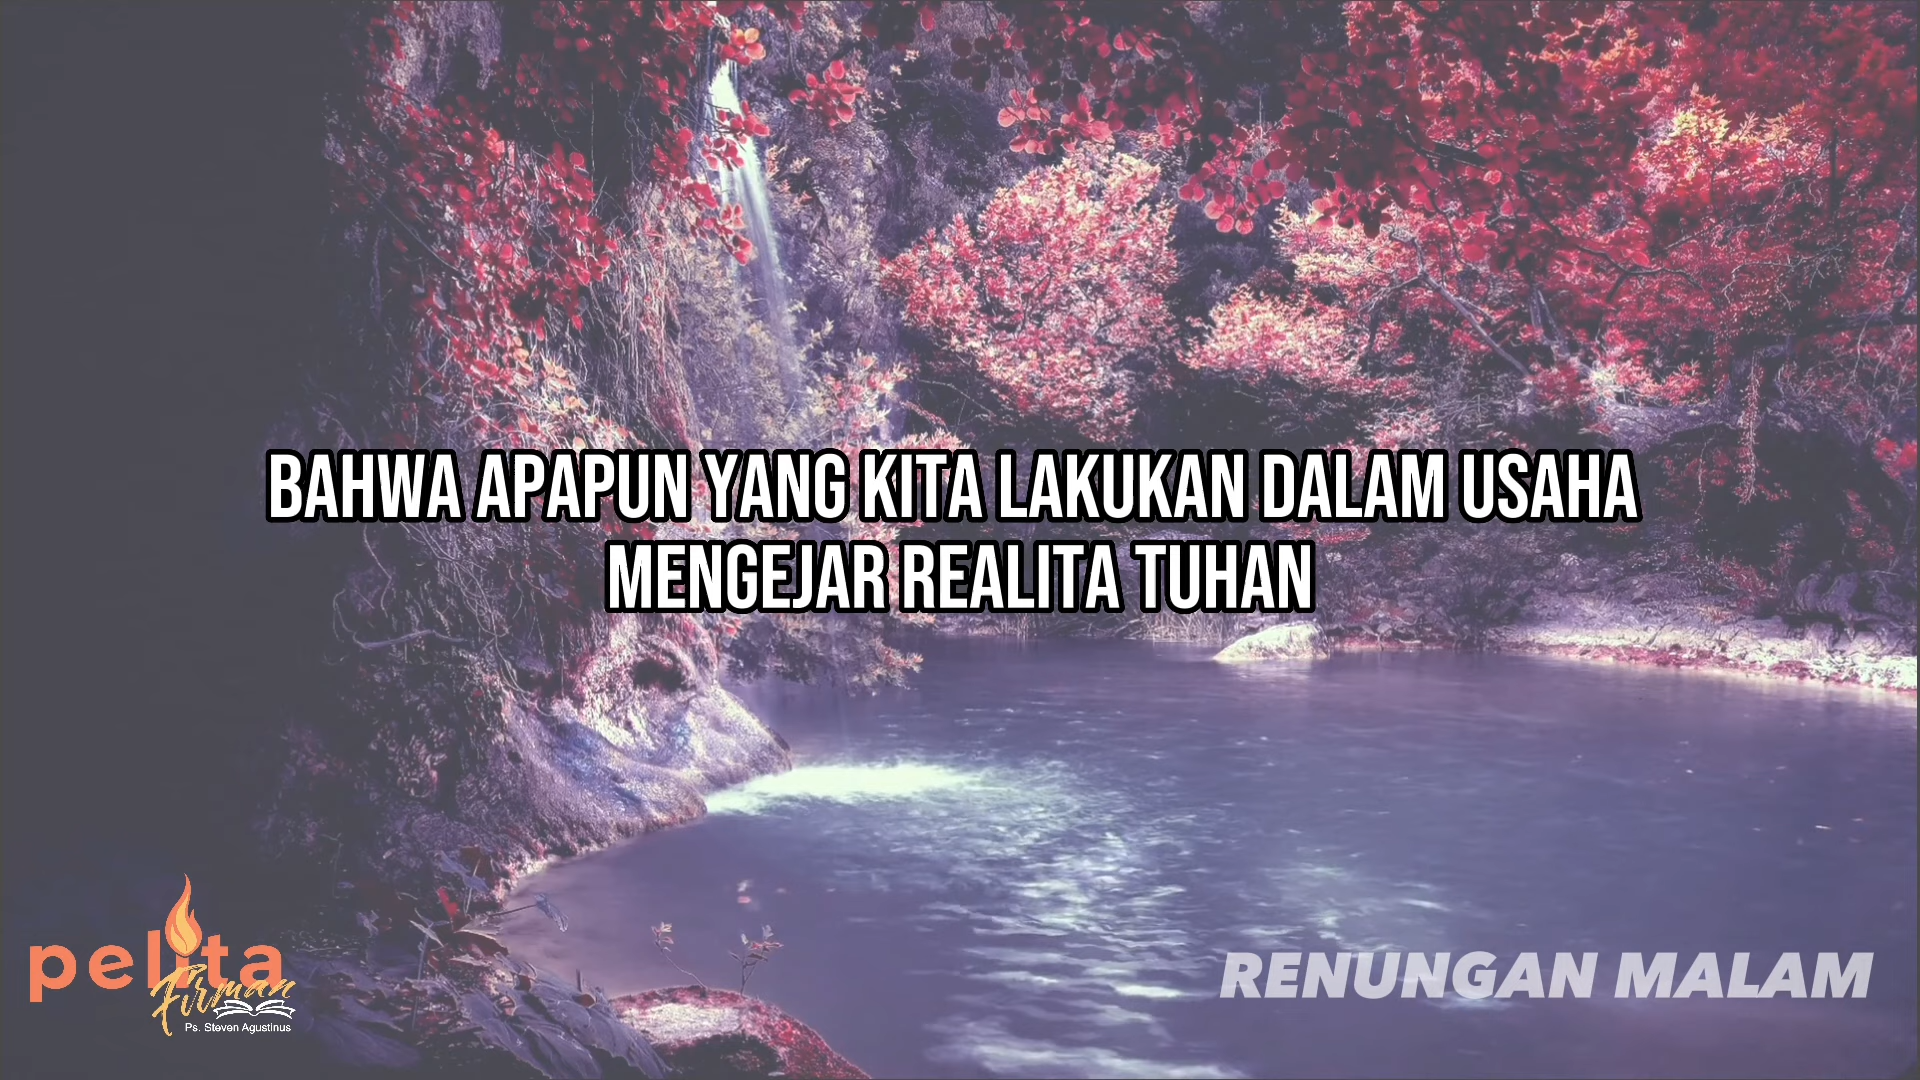 BAHWA APAPUN YANG KITA LAKUKAN DALAM USAHA
MENGEJAR REALITA TUHAN
pelita
Firman
Ps. Steven Agustinus
RENUNGAN MALAM